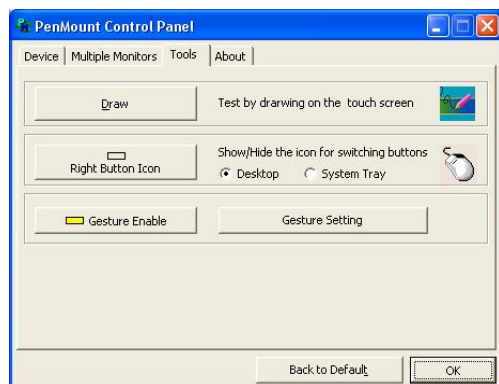 PenMount Control Panel
Device Multiple Monitors Tools About
Draw
Test by drarwing on the touch screen
Right Button Icon
Show/Hide the icon for switching buttons
Desktop System Tray
Gesture Enable
Gesture Setting
Back to Default
OK